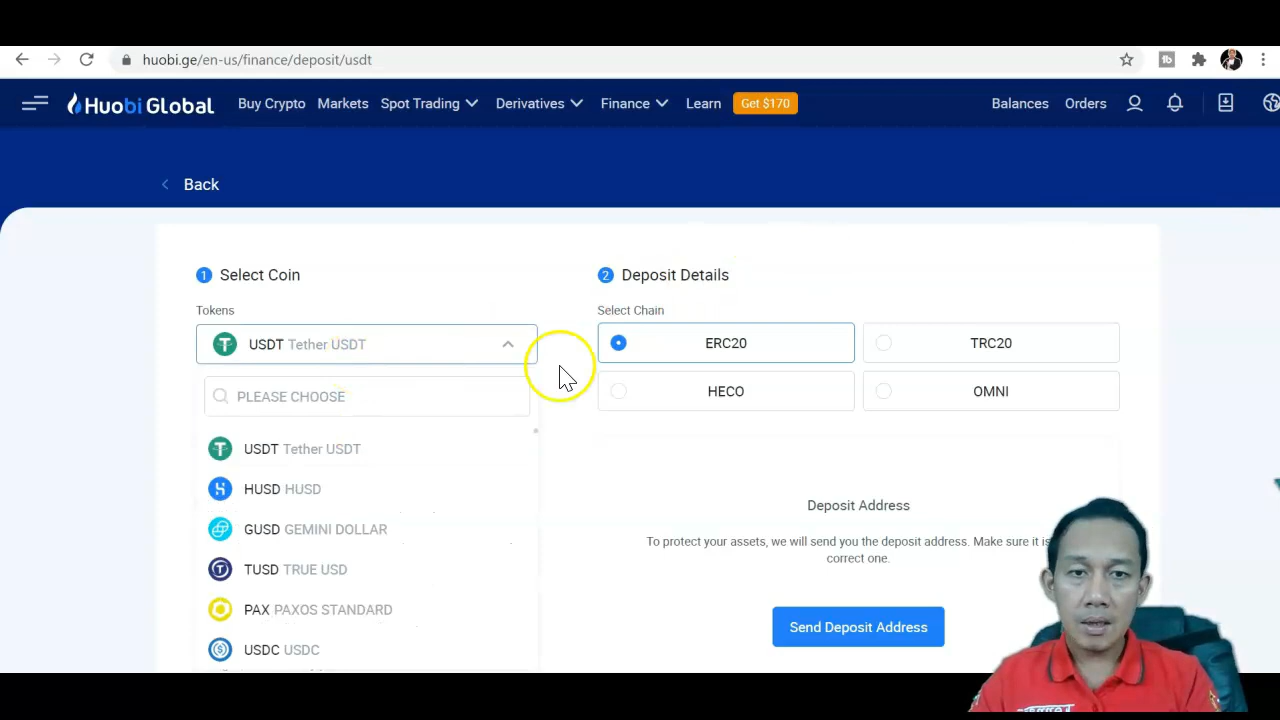 huobi.ge/en-us/finance/deposit/usdt
Huobi Global Buy Crypto Markets Spot Trading Derivatives Finance Learn Get $170 Balances Orders
Back
1 Select Coin
Tokens
USDT Tether USDT
PLEASE CHOOSE
USDT Tether USDT
HUSD HUSD
GUSD GEMINI DOLLAR
TUSD TRUE USD
PAX PAXOS STANDARD
USDC USDC
2 Deposit Details
Select Chain
ERC20 TRC20
HECO OMNI
Deposit Address
To protect your assets, we will send you the deposit address. Make sure it is
correct one.
Send Deposit Address